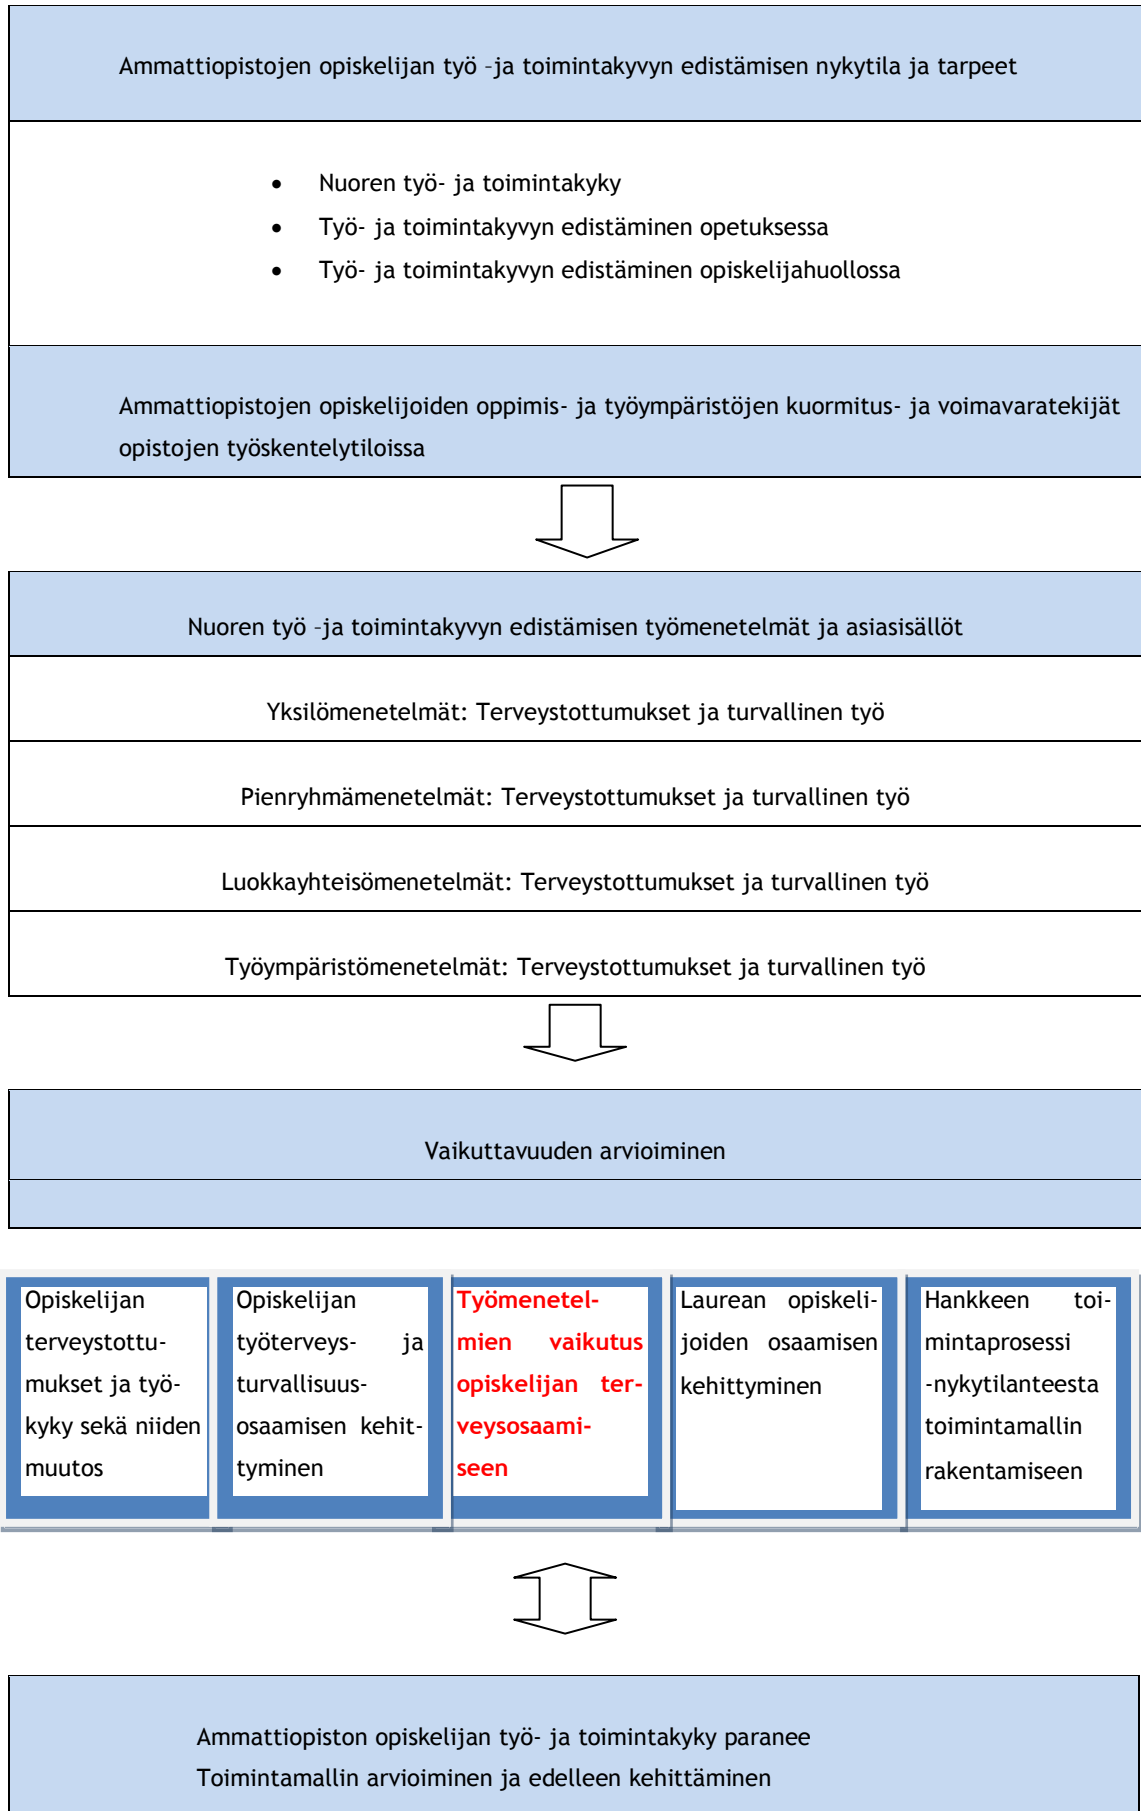 Ammattiopistojen opiskelijan työ –ja toimintakyvyn edistämisen nykytila ja tarpeet
• Nuoren työ- ja toimintakyky
• Työ- ja toimintakyvyn edistäminen opetuksessa
• Työ- ja toimintakyvyn edistäminen opiskelijahuollossa
Ammattiopistojen opiskelijoiden oppimis- ja työympäristöjen kuormitus- ja voimavaratekijät
opistojen työskentelytiloissa
Nuoren työ –ja toimintakyvyn edistämisen työmenetelmät ja asiasisällöt
Yksilömenetelmät: Terveystottumukset ja turvallinen työ
Pienryhmämenetelmät: Terveystottumukset ja turvallinen työ
Luokkayhteisömenetelmät: Terveystottumukset ja turvallinen työ
Työympäristömenetelmät: Terveystottumukset ja turvallinen työ
Vaikuttavuuden arvioiminen
Opiskelijan
terveystottu-
mukset ja työ-
kyky sekä niiden
muutos
Opiskelijan
työterveys- ja
turvallisuus-
osaamisen kehit-
tyminen
Työmenetel-
mien vaikutus
opiskelijan ter-
veysosaami-
seen
Laurean opiskeli-
joiden osaamisen
kehittyminen
Hankkeen toi-
mintaprosessi
-nykytilanteesta
toimintamallin
rakentamiseen
Ammattiopiston opiskelijan työ- ja toimintakyky paranee
Toimintamallin arvioiminen ja edelleen kehittäminen